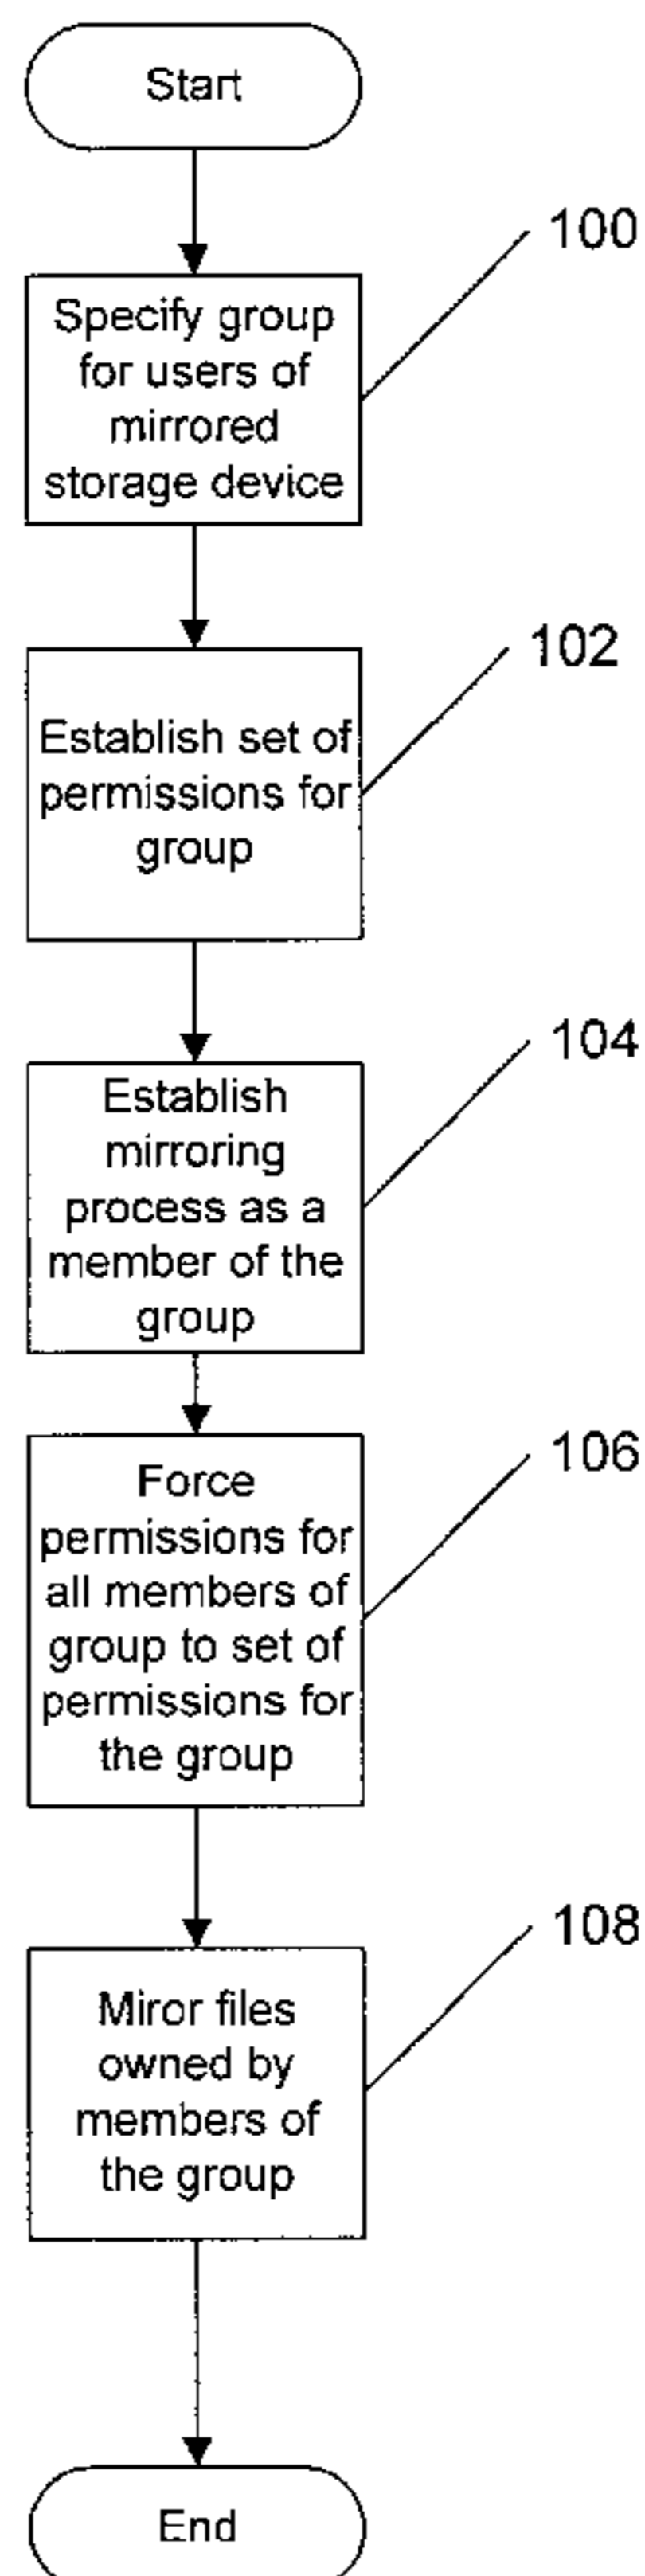 Start
100
Specify group
for users of
mirrored
storage device
102
Establish set of
permissions for
group
104
Establish
mirroring
process as a
member of the
group
106
Force
permissions for
all members of
group to set of
permissions for
the group
108
Miror files
owned by
members of
the group
End